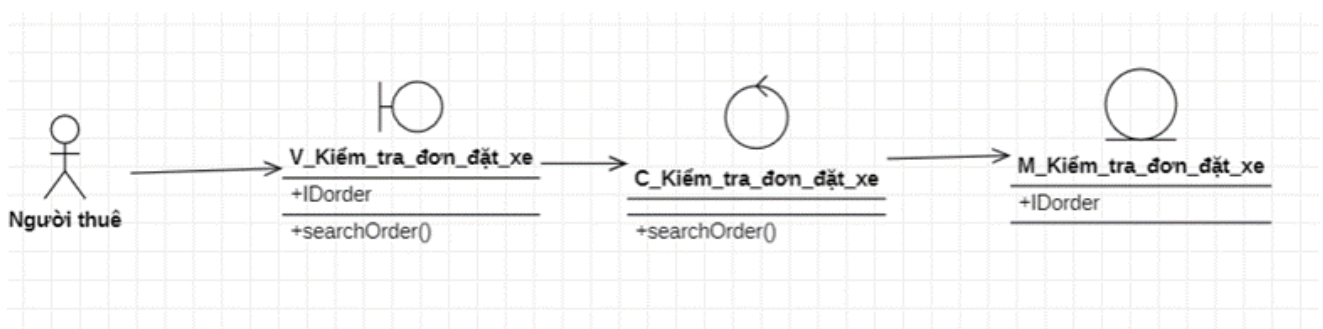 Người thuê
V_Kiểm_tra_đơn_đặt_xe
+IDorder
+searchOrder()
C_Kiểm_tra_đơn_đặt_xe
+searchOrder()
M_Kiểm_tra_đơn_đặt_xe
+IDorder